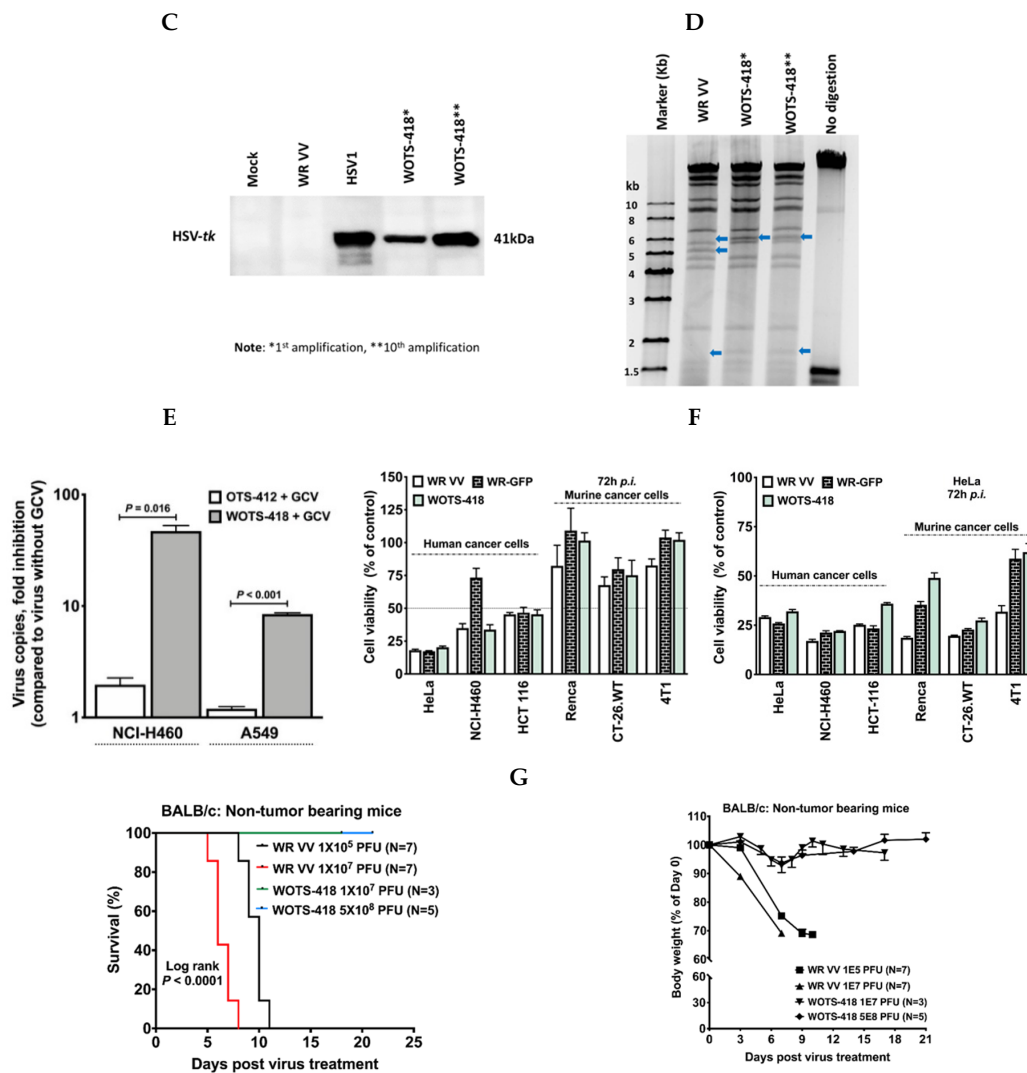 C
Mock
WR VV
HSV1
WOTS-418*
WOTS-418**
HSV-tk
41kDa
Note: *1st amplification, **10th amplification
D
Marker (Kb)
WR VV
WOTS-418*
WOTS-418**
No digestion
kb
10
8
6
5
4
3
2
1.5
E
Virus copies, fold inhibition
(compared to virus without GCV)
100
10
1
P = 0.016
P < 0.001
OTS-412 + GCV
WOTS-418 + GCV
NCI-H460
A549
F
Cell viability (% of control)
150
125
100
75
50
25
0
WR VV
WR-GFP
WOTS-418
72h p.i.
Murine cancer cells
Human cancer cells
HeLa
NCI-H460
HCT 116
Renca
CT-26.WT
4T1
Cell viability (% of control)
100
75
50
25
0
WR VV
WR-GFP
WOTS-418
HeLa
72h p.i.
Murine cancer cells
Human cancer cells
HeLa
NCI-H460
HCT-116
Renca
CT-26.WT
4T1
G
BALB/c: Non-tumor bearing mice
Survival (%)
100
80
60
40
20
0
WR VV 1X10⁵ PFU (N=7)
WR VV 1X10⁷ PFU (N=7)
WOTS-418 1X10⁷ PFU (N=3)
WOTS-418 5X10⁸ PFU (N=5)
Log rank
P < 0.0001
0 5 10 15 20 25
Days post virus treatment
BALB/c: Non-tumor bearing mice
Body weight (% of Day 0)
110
100
90
80
70
60
60
45
30
15
0
WR VV 1E5 PFU (N=7)
WR VV 1E7 PFU (N=7)
WOTS-418 1E7 PFU (N=3)
WOTS-418 5E8 PFU (N=5)
0 3 6 9 12 15 18 21
Days post virus treatment